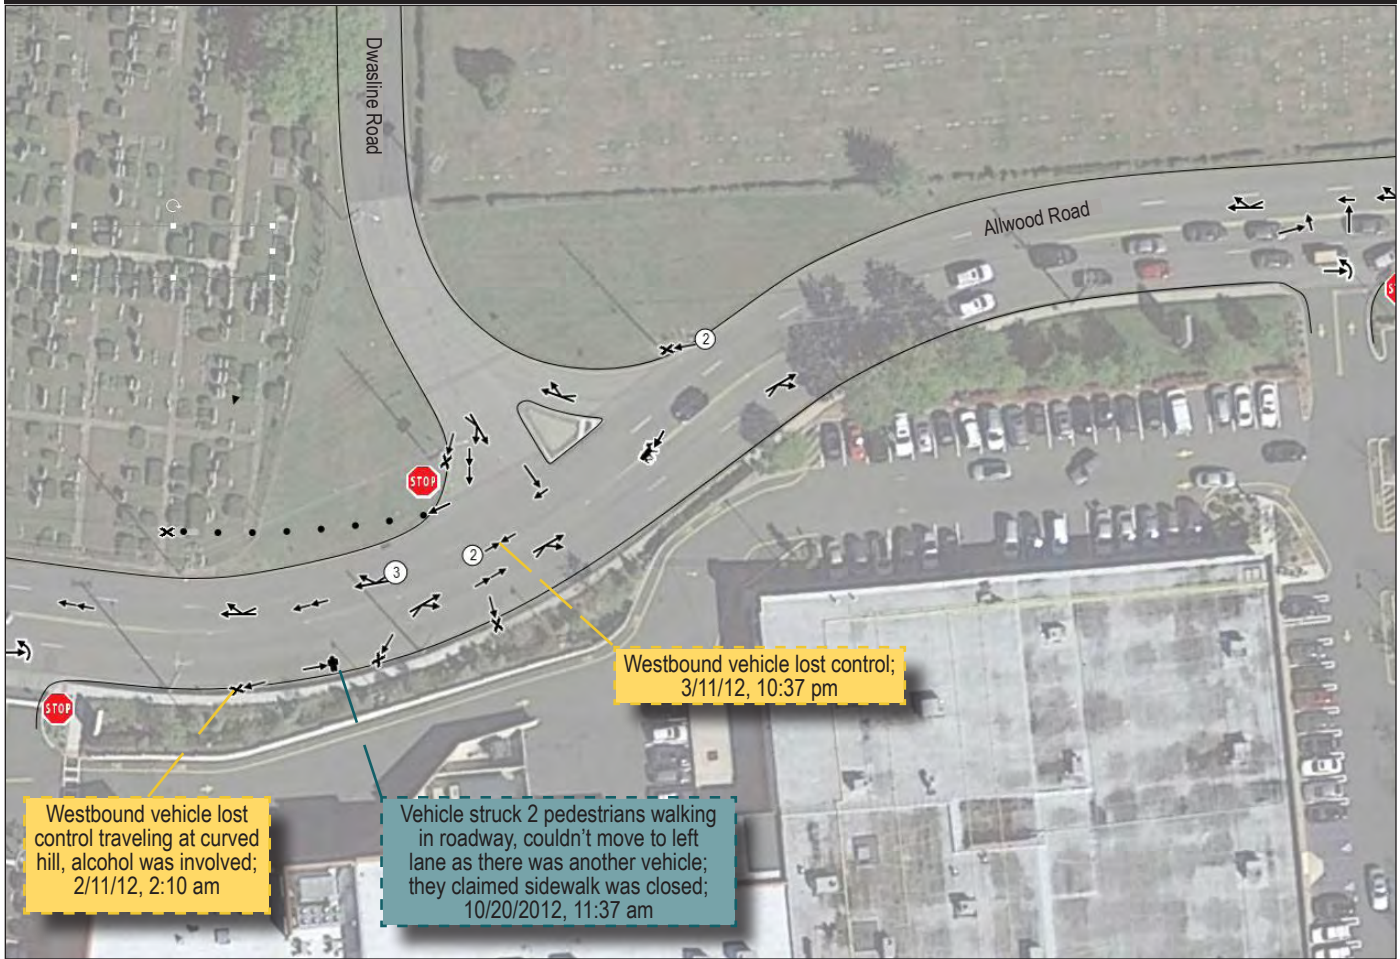 Dwasline Road
Allwood Road
2
STOP
2
3
STOP
Westbound vehicle lost control;
3/11/12, 10:37 pm
Westbound vehicle lost
control traveling at curved
hill, alcohol was involved;
2/11/12, 2:10 am
Vehicle struck 2 pedestrians walking
in roadway, couldn't move to left
lane as there was another vehicle;
they claimed sidewalk was closed;
10/20/2012, 11:37 am